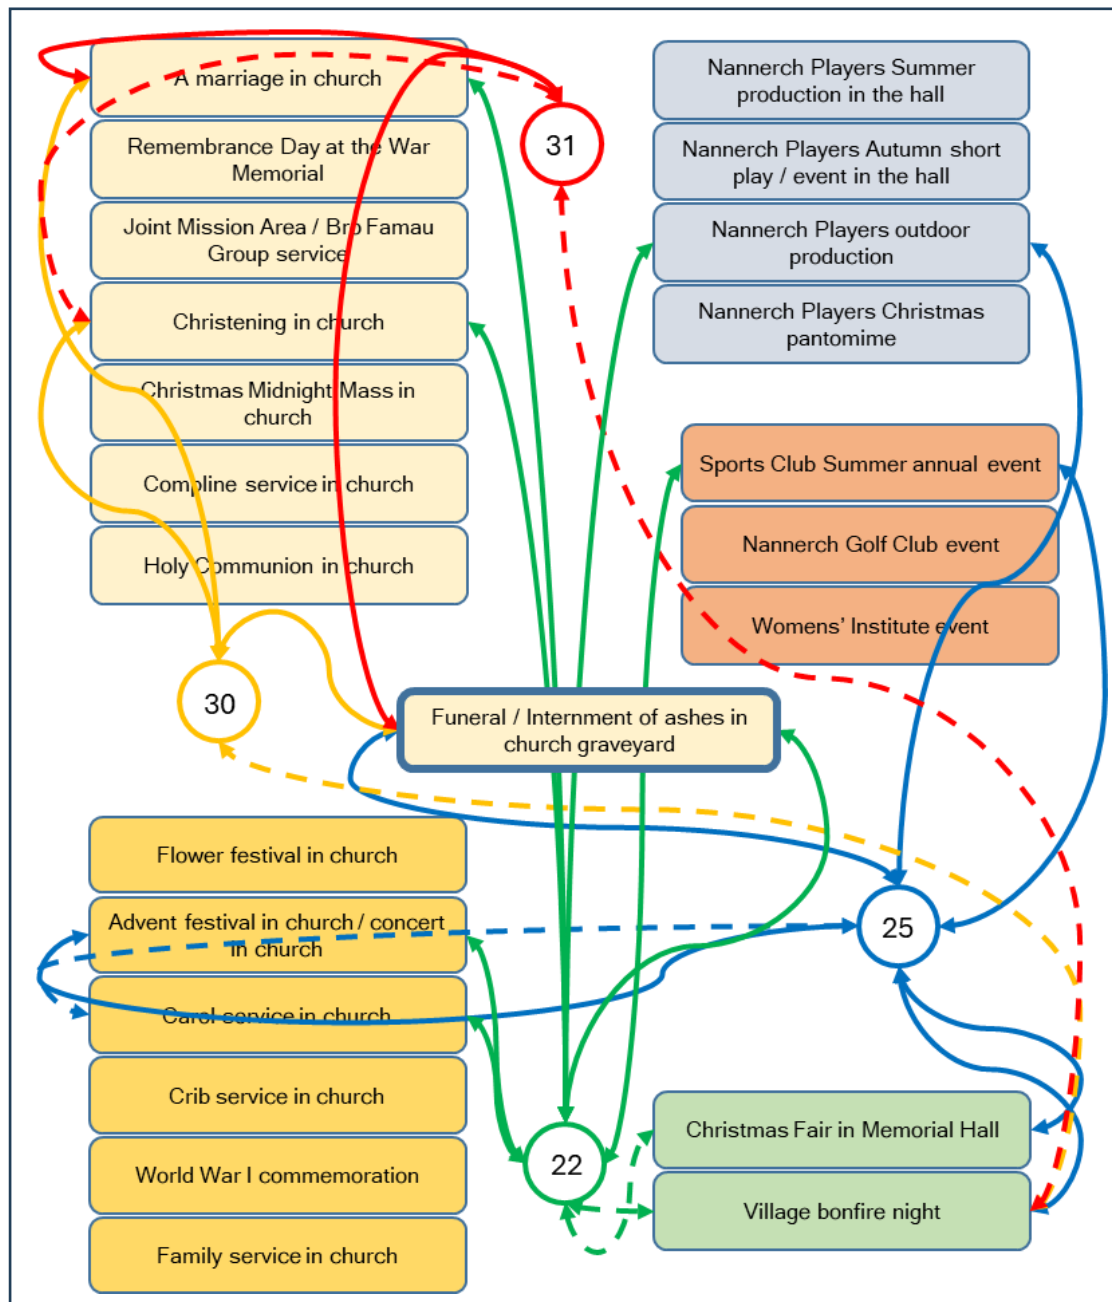 A marriage in church
Remembrance Day at the War
Memorial
Joint Mission Area / Bro Famau
Group service
Christening in church
Christmas Midnight Mass in
church
Compline service in church
Holy Communion in church
31
Nannerch Players Summer
production in the hall
Nannerch Players Autumn short
play / event in the hall
Nannerch Players outdoor
production
Nannerch Players Christmas
pantomime
Sports Club Summer annual event
Nannerch Golf Club event
Womens' Institute event
30
Funeral / Internment of ashes in
church graveyard
Flower festival in church
Advent festival in church / concert
in church
Carol service in church
Crib service in church
World War I commemoration
Family service in church
25
22
Christmas Fair in Memorial Hall
Village bonfire night